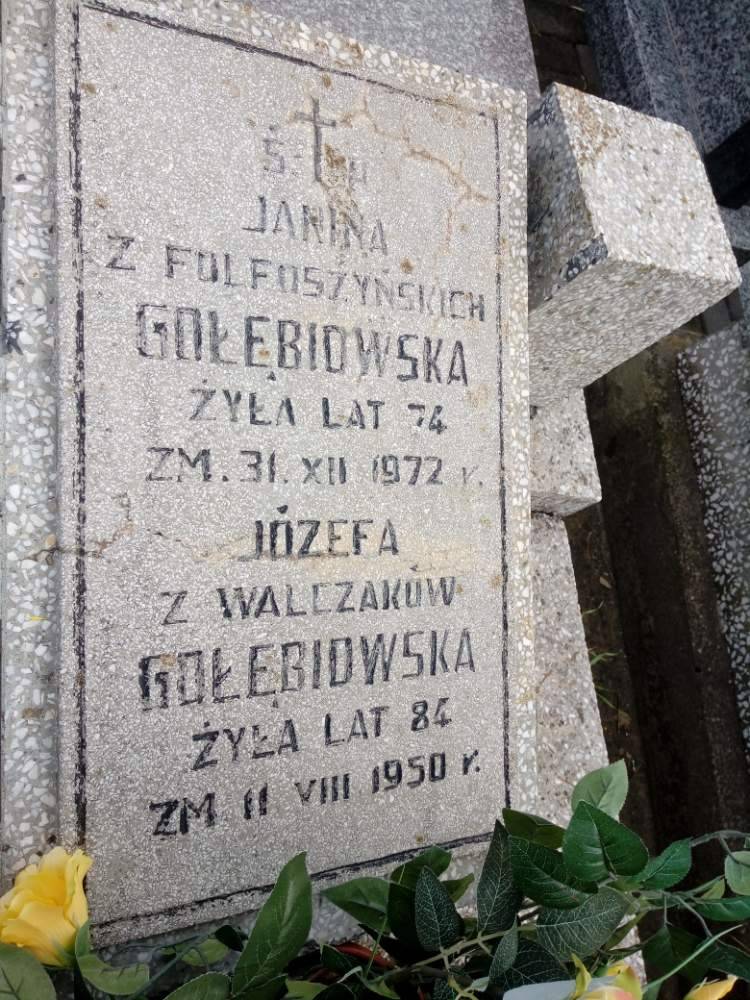 Ś. P.
JANINA
Z FULFOSZYŃSKICH
GOŁĘBIOWSKA
ŻYŁA LAT 74
ZM. 31. XII 1972 r.
JÓZEFA
Z WALCZAKÓW
GOŁĘBIOWSKA
ŻYŁA LAT 84
ZM 11 VIII 1950 r.